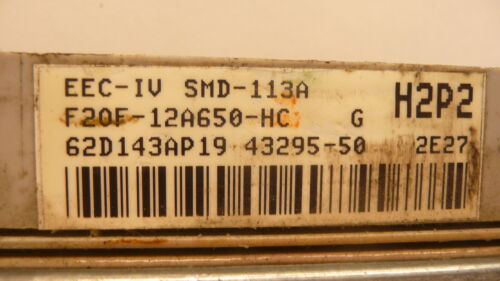 EEC-IV SMD-113A
H2P2
F20F-12A650-HC G
62D143AP19 43295-50 2E27